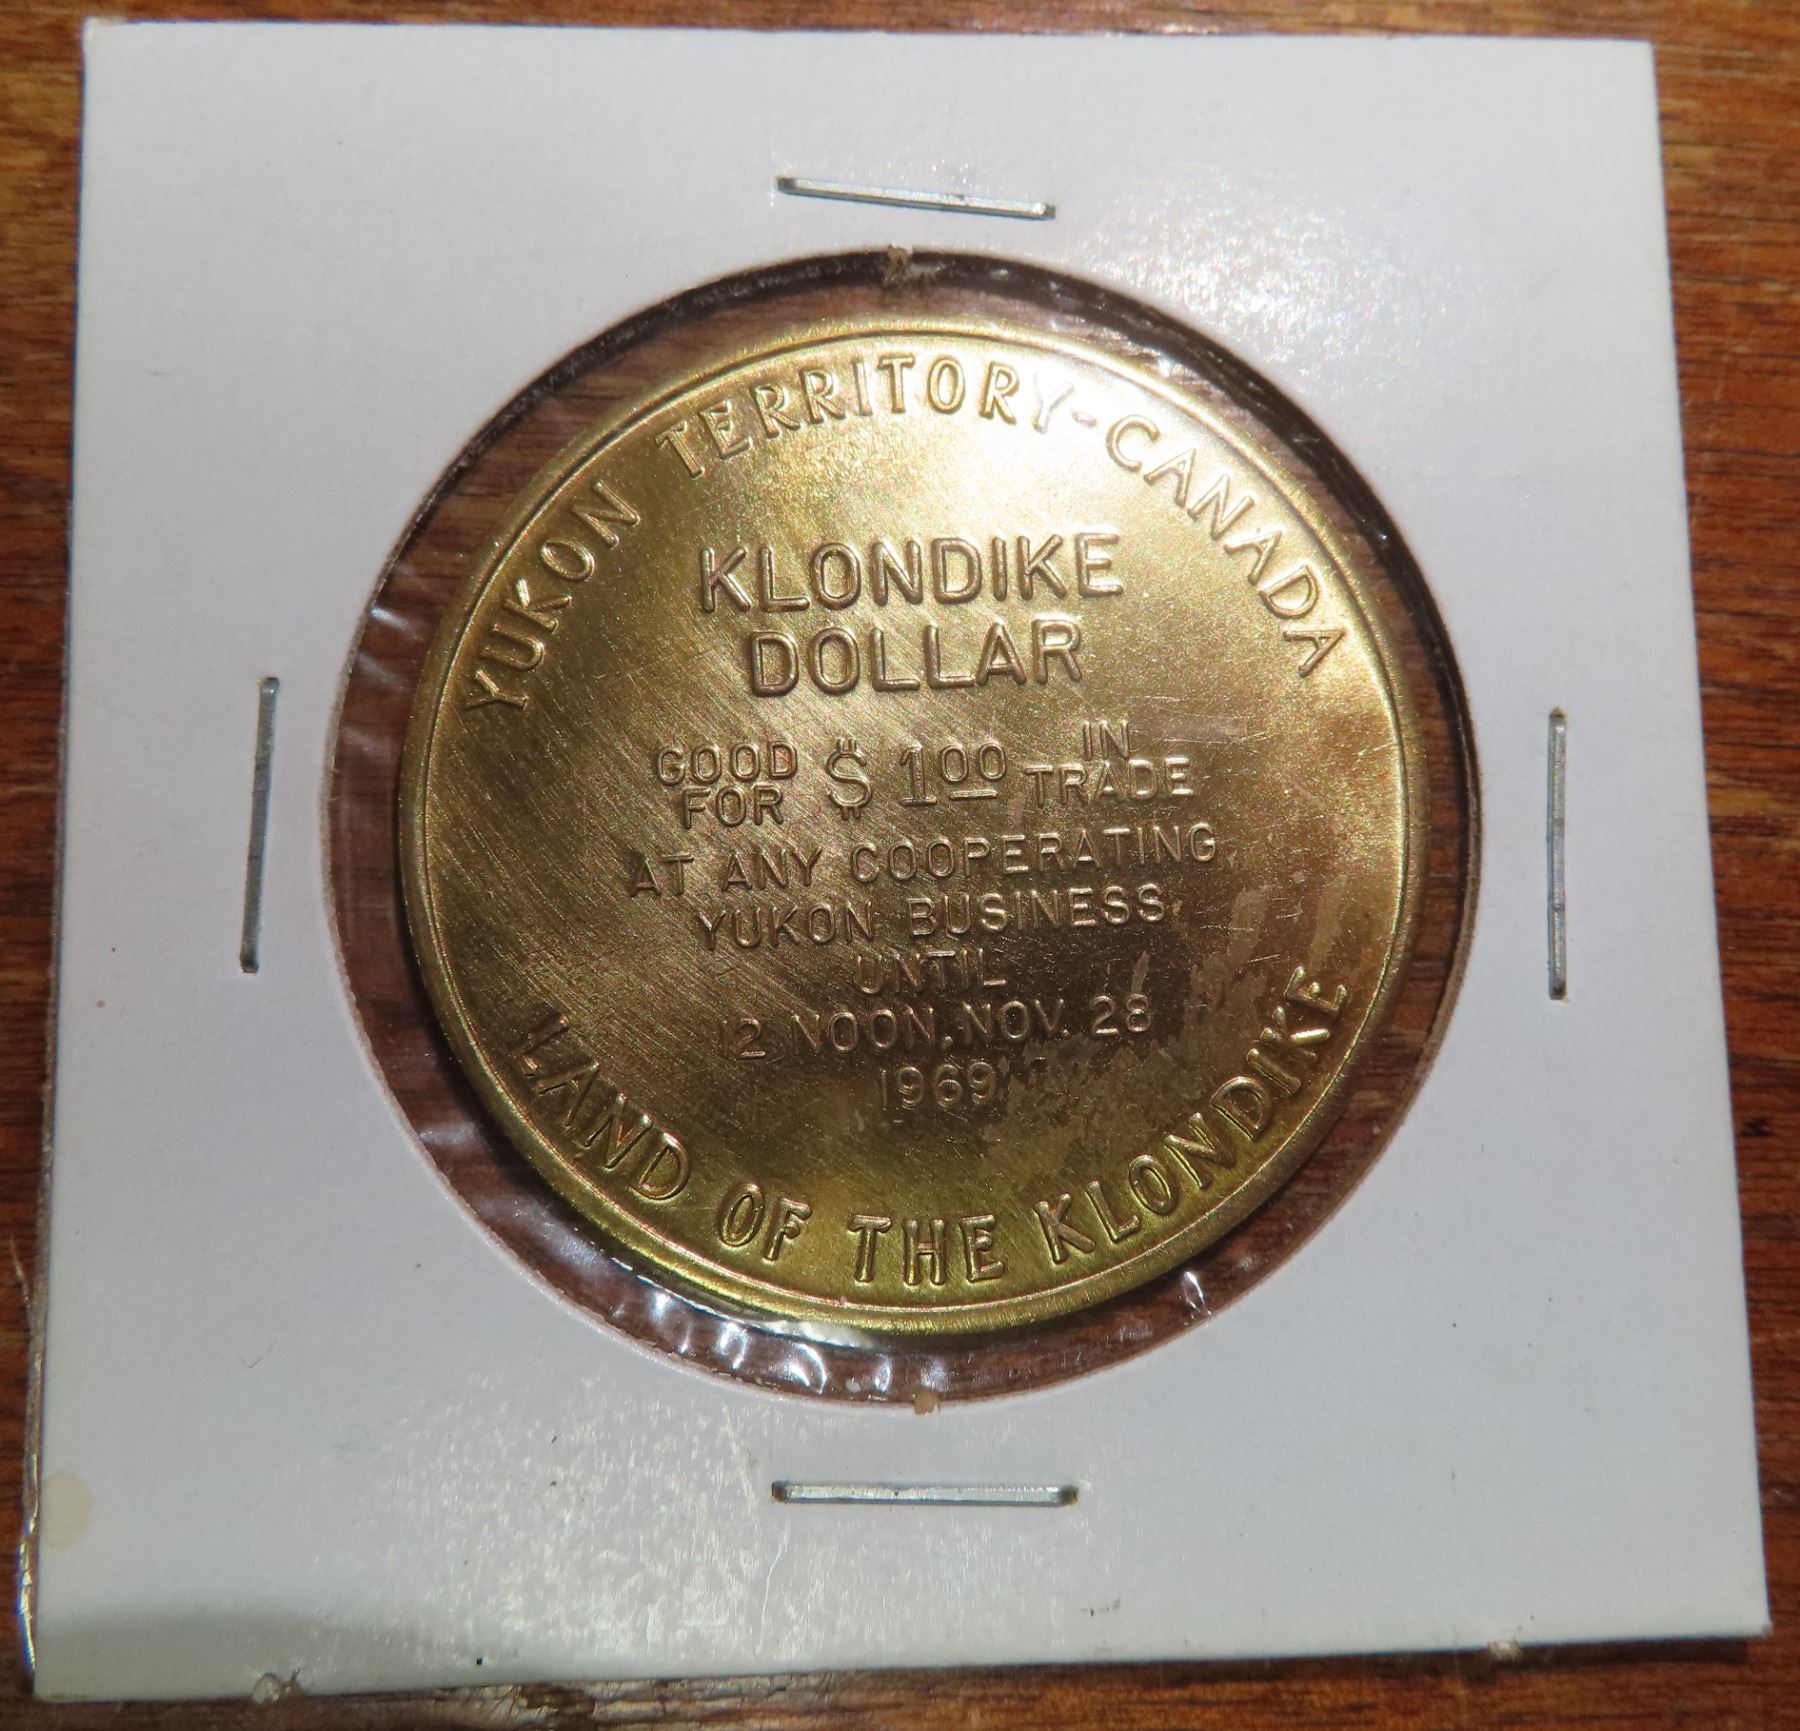 YUKON TERRITORY-CANADA
KLONDIKE
DOLLAR
GOOD FOR $1.00 IN TRADE
AT ANY COOPERATING
YUKON BUSINESS
UNTIL
12 NOON, NOV. 28
1969
LAND OF THE KLONDIKE